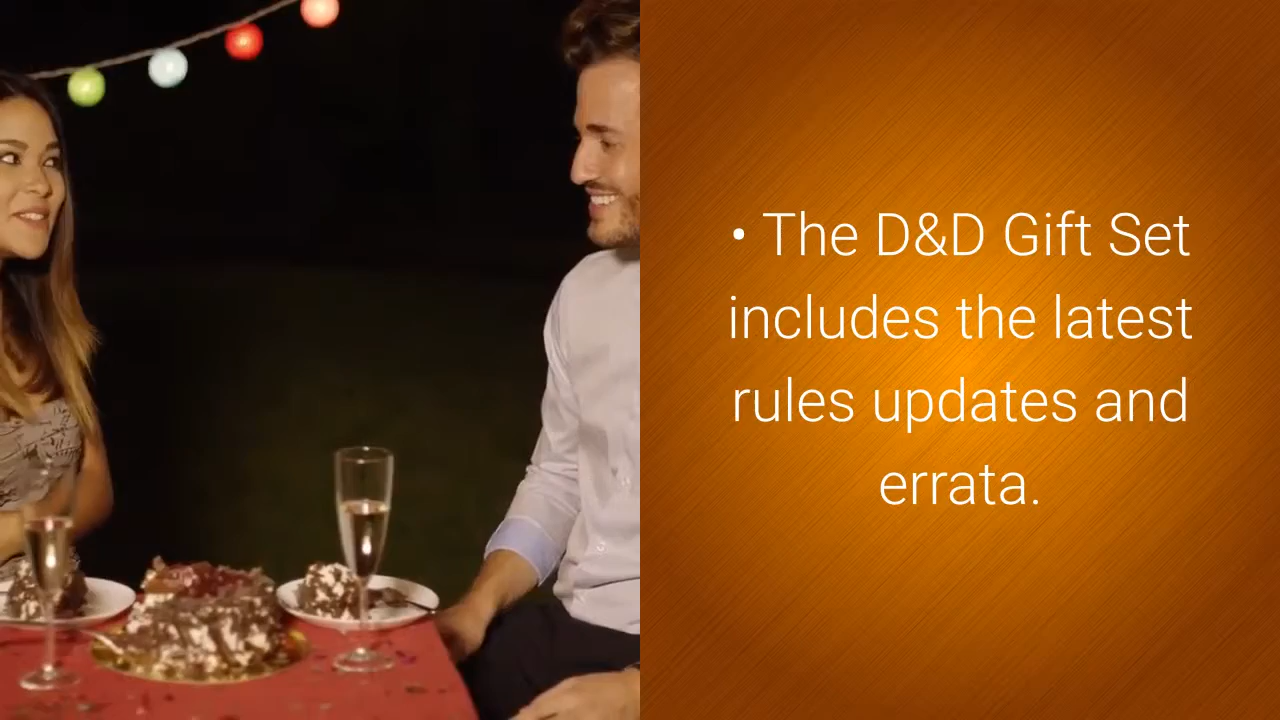 • The D&D Gift Set
includes the latest
rules updates and
errata.